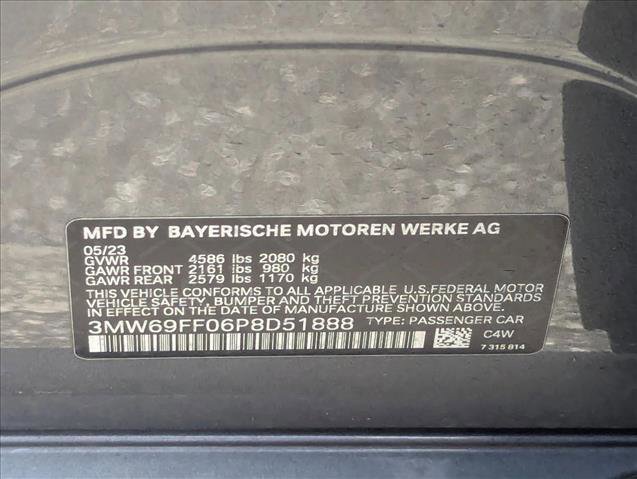 MFD BY BAYERISCHE MOTOREN WERKE AG
05/23
GVWR 4586 lbs 2080 kg
GAWR FRONT 2161 lbs 980 kg
GAWR REAR 2579 lbs 1170 kg
THIS VEHICLE CONFORMS TO ALL APPLICABLE U.S.FEDERAL MOTOR
VEHICLE SAFETY, BUMPER AND THEFT PREVENTION STANDARDS
IN EFFECT ON THE DATE OF MANUFACTURE SHOWN ABOVE.
3MW69FF06P8D51888 TYPE: PASSENGER CAR
C4W
7 315 814